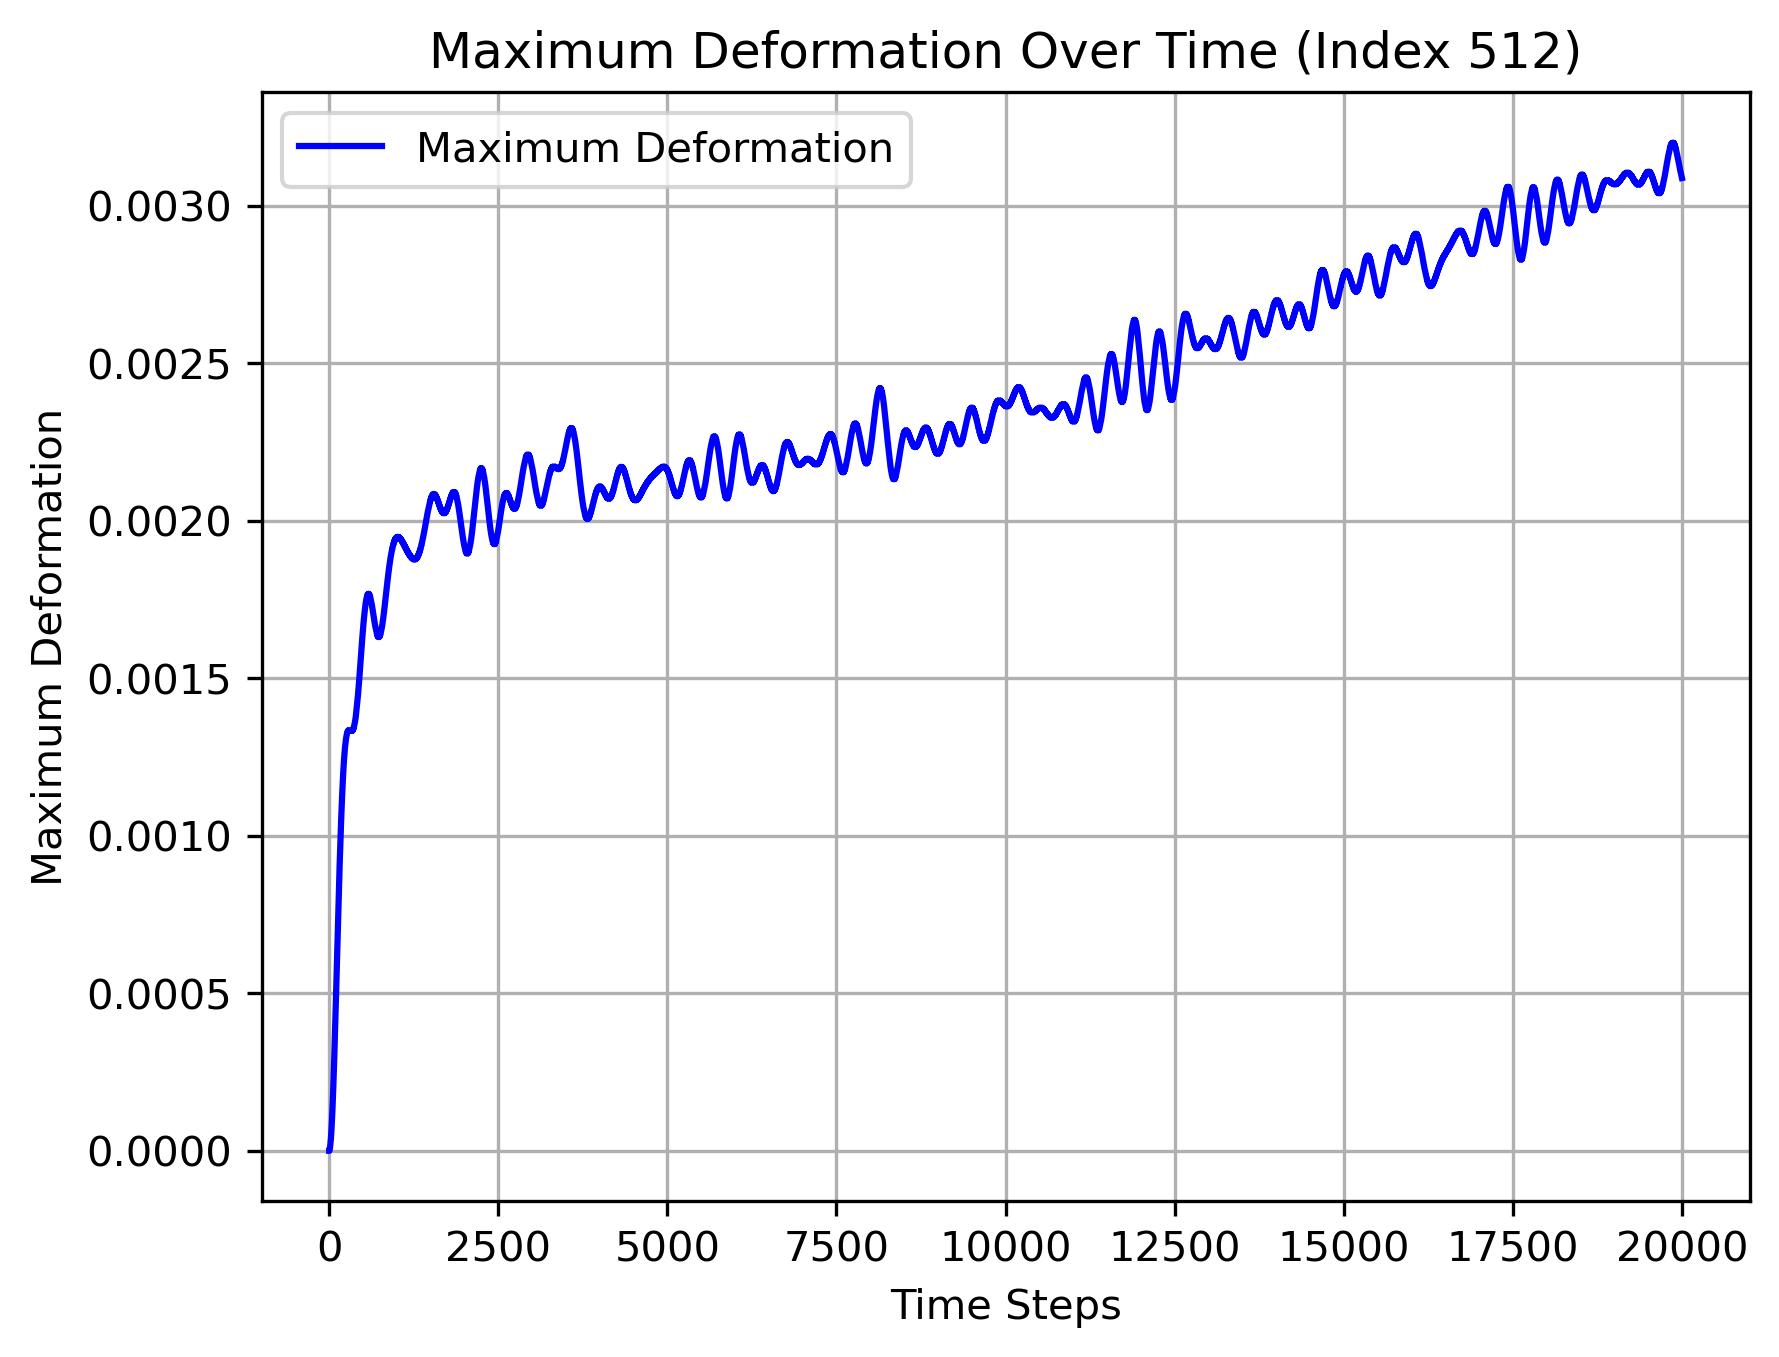 Maximum Deformation Over Time (Index 512)
Maximum Deformation
0.0030
0.0025
0.0020
0.0015
0.0010
0.0005
0.0000
Maximum Deformation
0 2500 5000 7500 10000 12500 15000 17500 20000
Time Steps